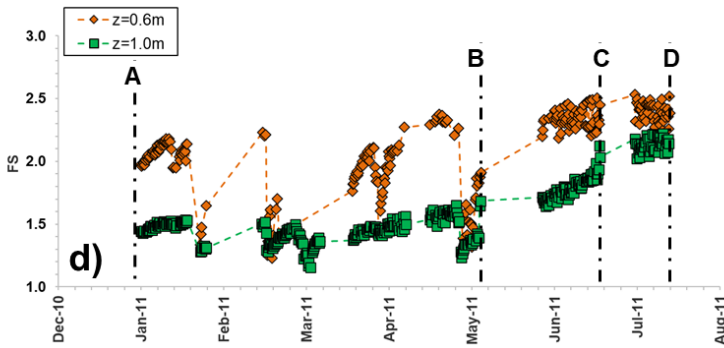 z=0.6m
z=1.0m
3.0
2.5
2.0
1.5
1.0
FS
A
B
C
D
d)
Dec-10
Jan-11
Feb-11
Mar-11
Apr-11
May-11
Jun-11
Jul-11
Aug-11